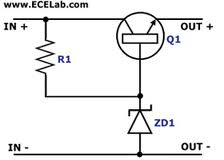 www.ECELab.com
IN +
OUT +
Q1
R1
ZD1
IN -
OUT -